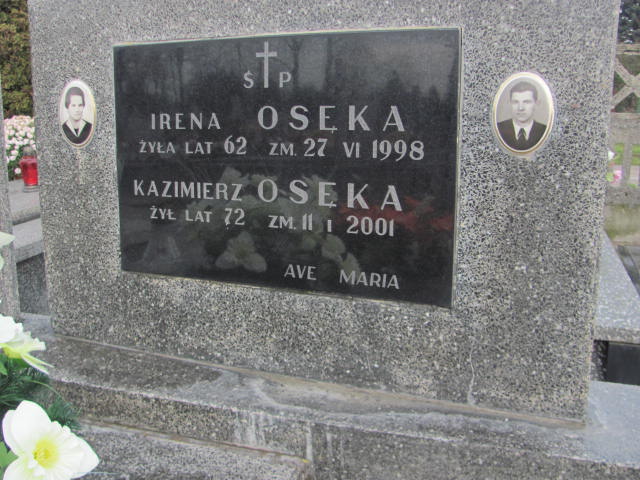 Ś P
IRENA OSĘKA
ŻYŁA LAT 62 ZM. 27 VI 1998
KAZIMIERZ OSĘKA
ŻYŁ LAT 72 ZM. 11 I 2001
AVE MARIA